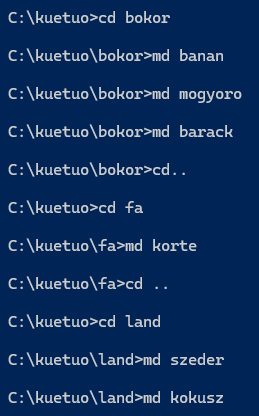 C:\kuetuo>cd bokor
C:\kuetuo\bokor>md banan
C:\kuetuo\bokor>md mogyoro
C:\kuetuo\bokor>md barack
C:\kuetuo\bokor>cd..
C:\kuetuo>cd fa
C:\kuetuo\fa>md korte
C:\kuetuo\fa>cd ..
C:\kuetuo>cd land
C:\kuetuo\land>md szeder
C:\kuetuo\land>md kokusz